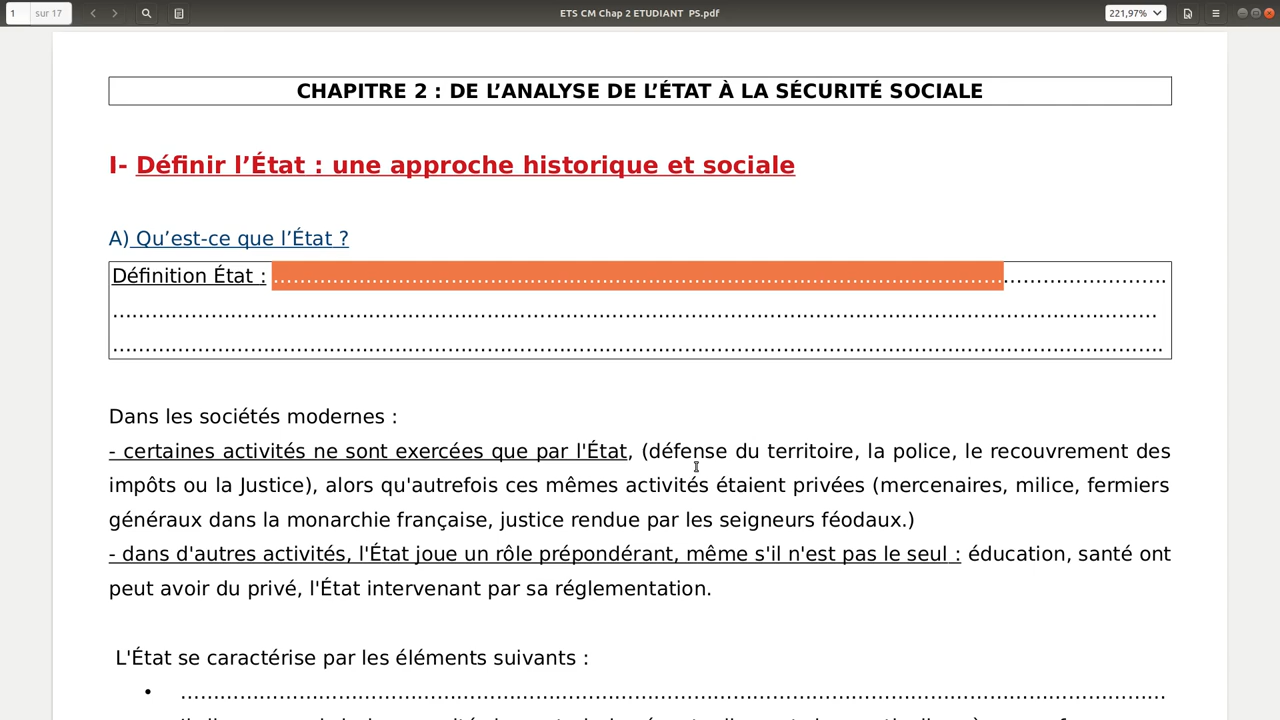 1 sur 17
ETS CM Chap 2 ETUDIANT PS.pdf
221,97%
CHAPITRE 2 : DE L’ANALYSE DE L’ÉTAT À LA SÉCURITÉ SOCIALE
I- Définir l’État : une approche historique et sociale
A) Qu’est-ce que l’État ?
Définition État : ....................................................................................................
....................................................................................................
....................................................................................................
Dans les sociétés modernes :
- certaines activités ne sont exercées que par l'État, (défense du territoire, la police, le recouvrement des
impôts ou la Justice), alors qu'autrefois ces mêmes activités étaient privées (mercenaires, milice, fermiers
généraux dans la monarchie française, justice rendue par les seigneurs féodaux.)
- dans d'autres activités, l'État joue un rôle prépondérant, même s'il n'est pas le seul : éducation, santé ont
peut avoir du privé, l'État intervenant par sa réglementation.
L'État se caractérise par les éléments suivants :
• ....................................................................................................